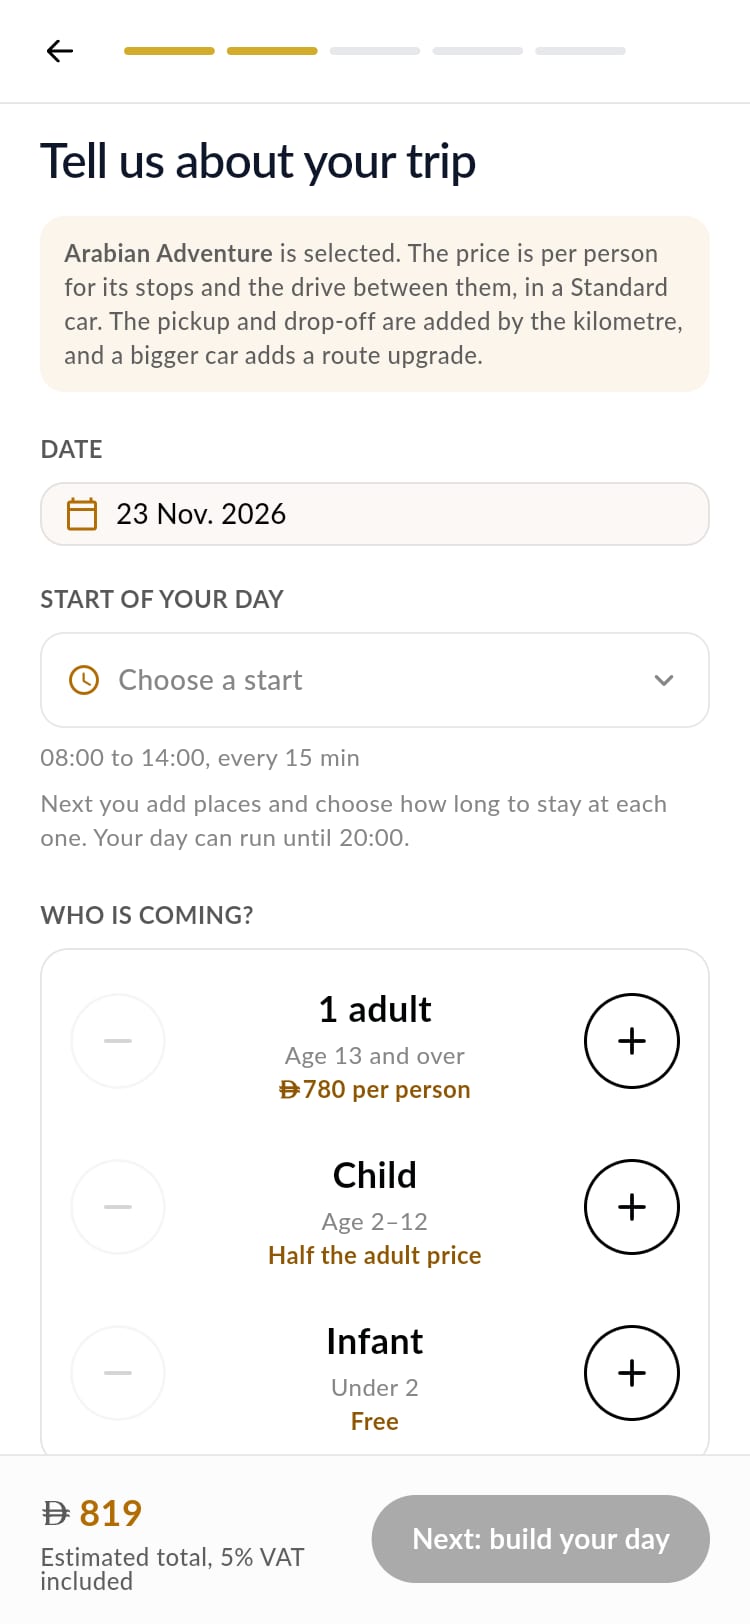 Tell us about your trip
Arabian Adventure is selected. The price is per person
for its stops and the drive between them, in a Standard
car. The pickup and drop-off are added by the kilometre,
and a bigger car adds a route upgrade.
DATE
23 Nov. 2026
START OF YOUR DAY
Choose a start
08:00 to 14:00, every 15 min
Next you add places and choose how long to stay at each
one. Your day can run until 20:00.
WHO IS COMING?
1 adult
Age 13 and over
780 per person
Child
Age 2–12
Half the adult price
Infant
Under 2
Free
819
Estimated total, 5% VAT
included
Next: build your day